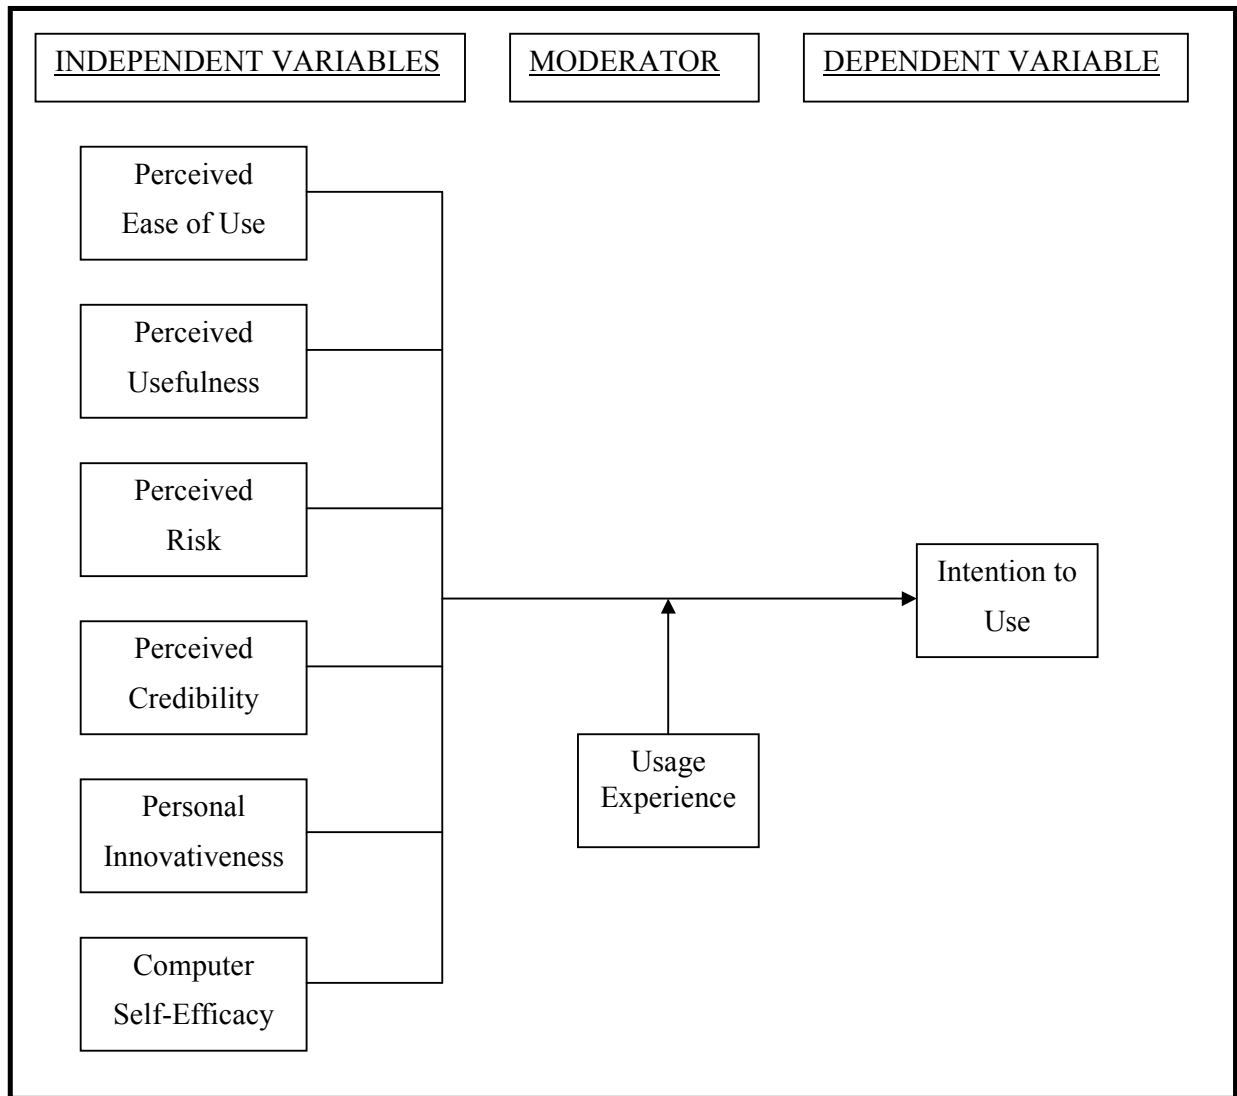 INDEPENDENT VARIABLES
MODERATOR
DEPENDENT VARIABLE
Perceived
Ease of Use
Perceived
Usefulness
Perceived
Risk
Perceived
Credibility
Personal
Innovativeness
Computer
Self-Efficacy
Usage
Experience
Intention to
Use